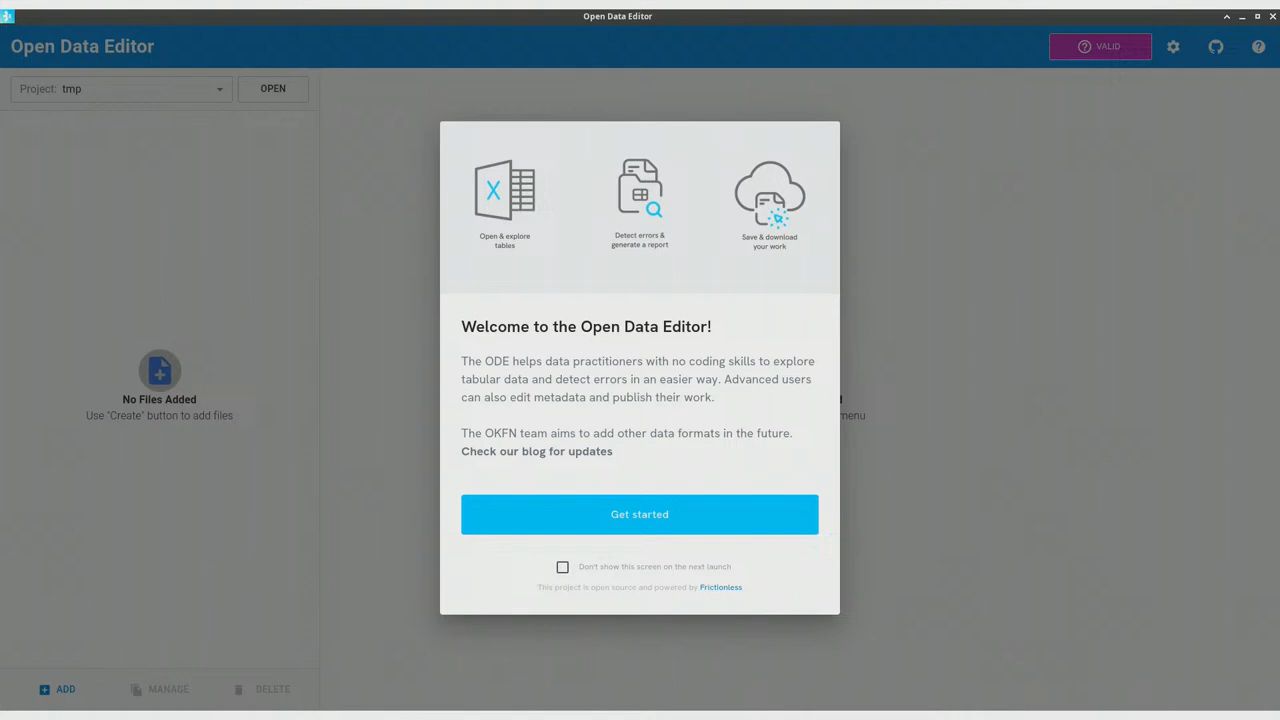 Open Data Editor
Open Data Editor
VALID
Project: tmp
OPEN
Open & explore
tables
Detect errors &
generate a report
Save & download
your work
Welcome to the Open Data Editor!
The ODE helps data practitioners with no coding skills to explore
tabular data and detect errors in an easier way. Advanced users
can also edit metadata and publish their work.
The OKFN team aims to add other data formats in the future.
Check our blog for updates
No Files Added
Use "Create" button to add files
menu
Get started
Don't show this screen on the next launch
This project is open source and powered by Frictionless
ADD
MANAGE
DELETE